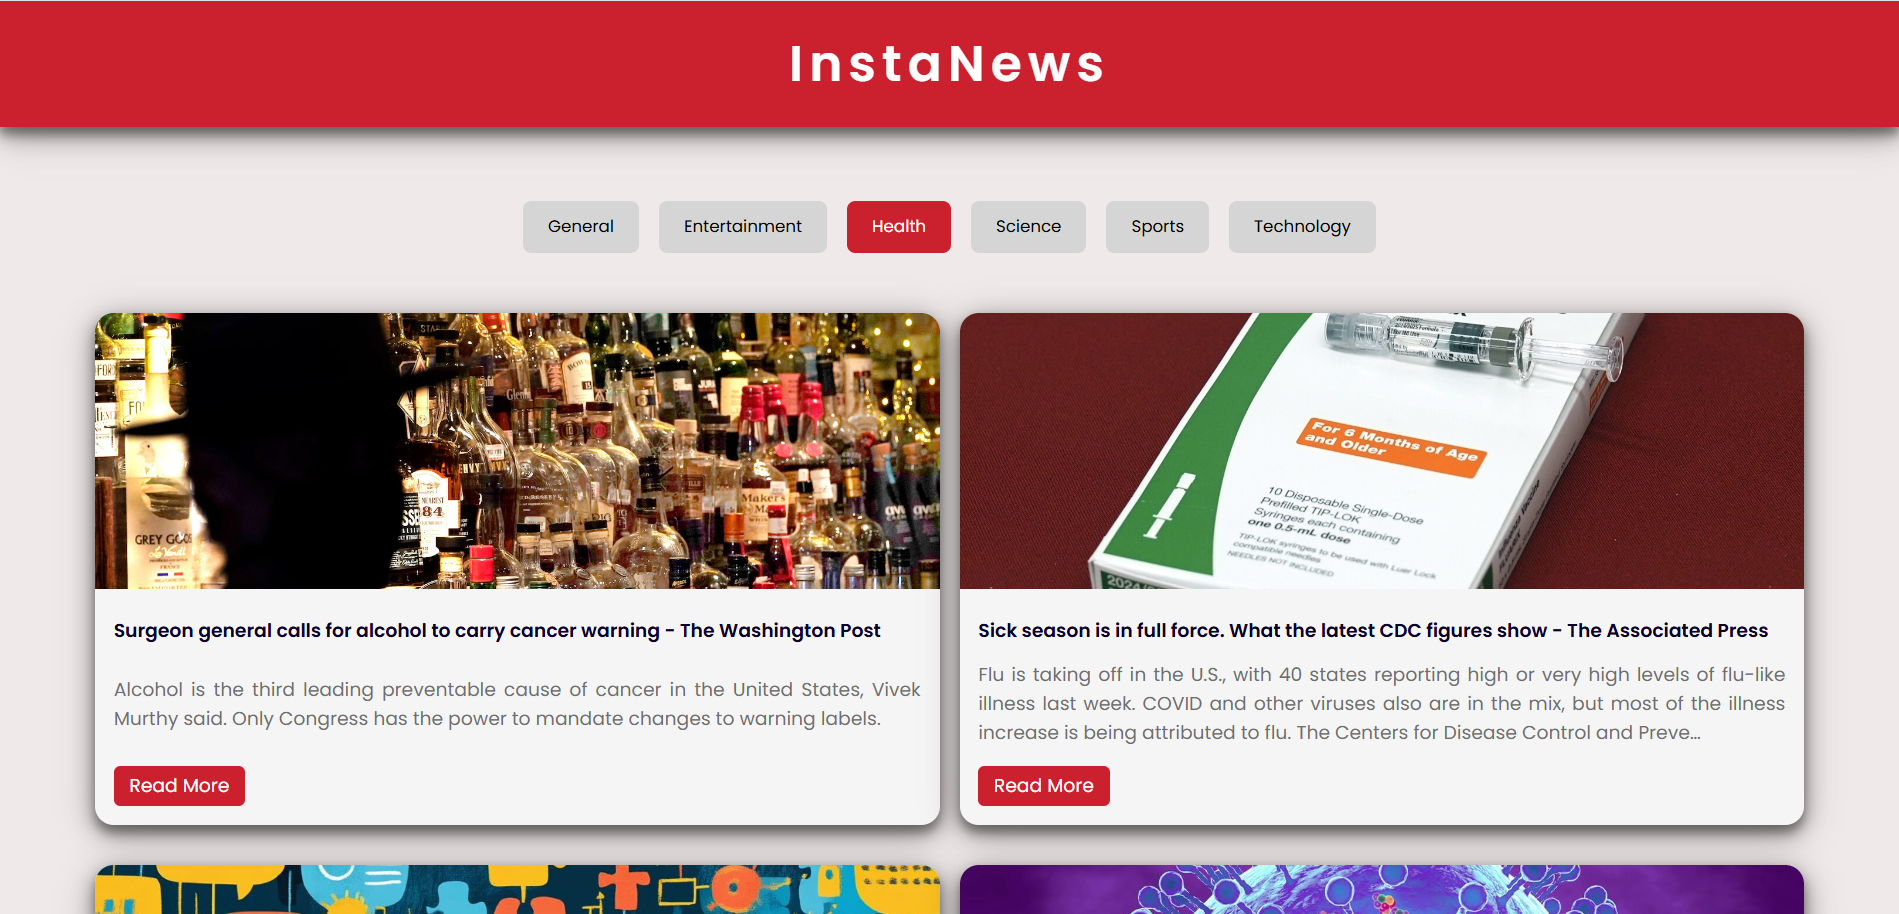 InstaNews
General
Entertainment
Health
Science
Sports
Technology
GREY GOOSE
La Vanille
FRANCE
NEAREST
84
Maker's
For 6 Months of Age
and Older
10 Disposable Single-Dose
Prefilled TIP-LOK
Syringes each containing
one 0.5-mL dose
TIP-LOK syringes to be used with Luer Lock
compatible needles
NEEDLES NOT INCLUDED
Surgeon general calls for alcohol to carry cancer warning - The Washington Post
Alcohol is the third leading preventable cause of cancer in the United States, Vivek
Murthy said. Only Congress has the power to mandate changes to warning labels.
Read More
Sick season is in full force. What the latest CDC figures show - The Associated Press
Flu is taking off in the U.S., with 40 states reporting high or very high levels of flu-like
illness last week. COVID and other viruses also are in the mix, but most of the illness
increase is being attributed to flu. The Centers for Disease Control and Preve...
Read More